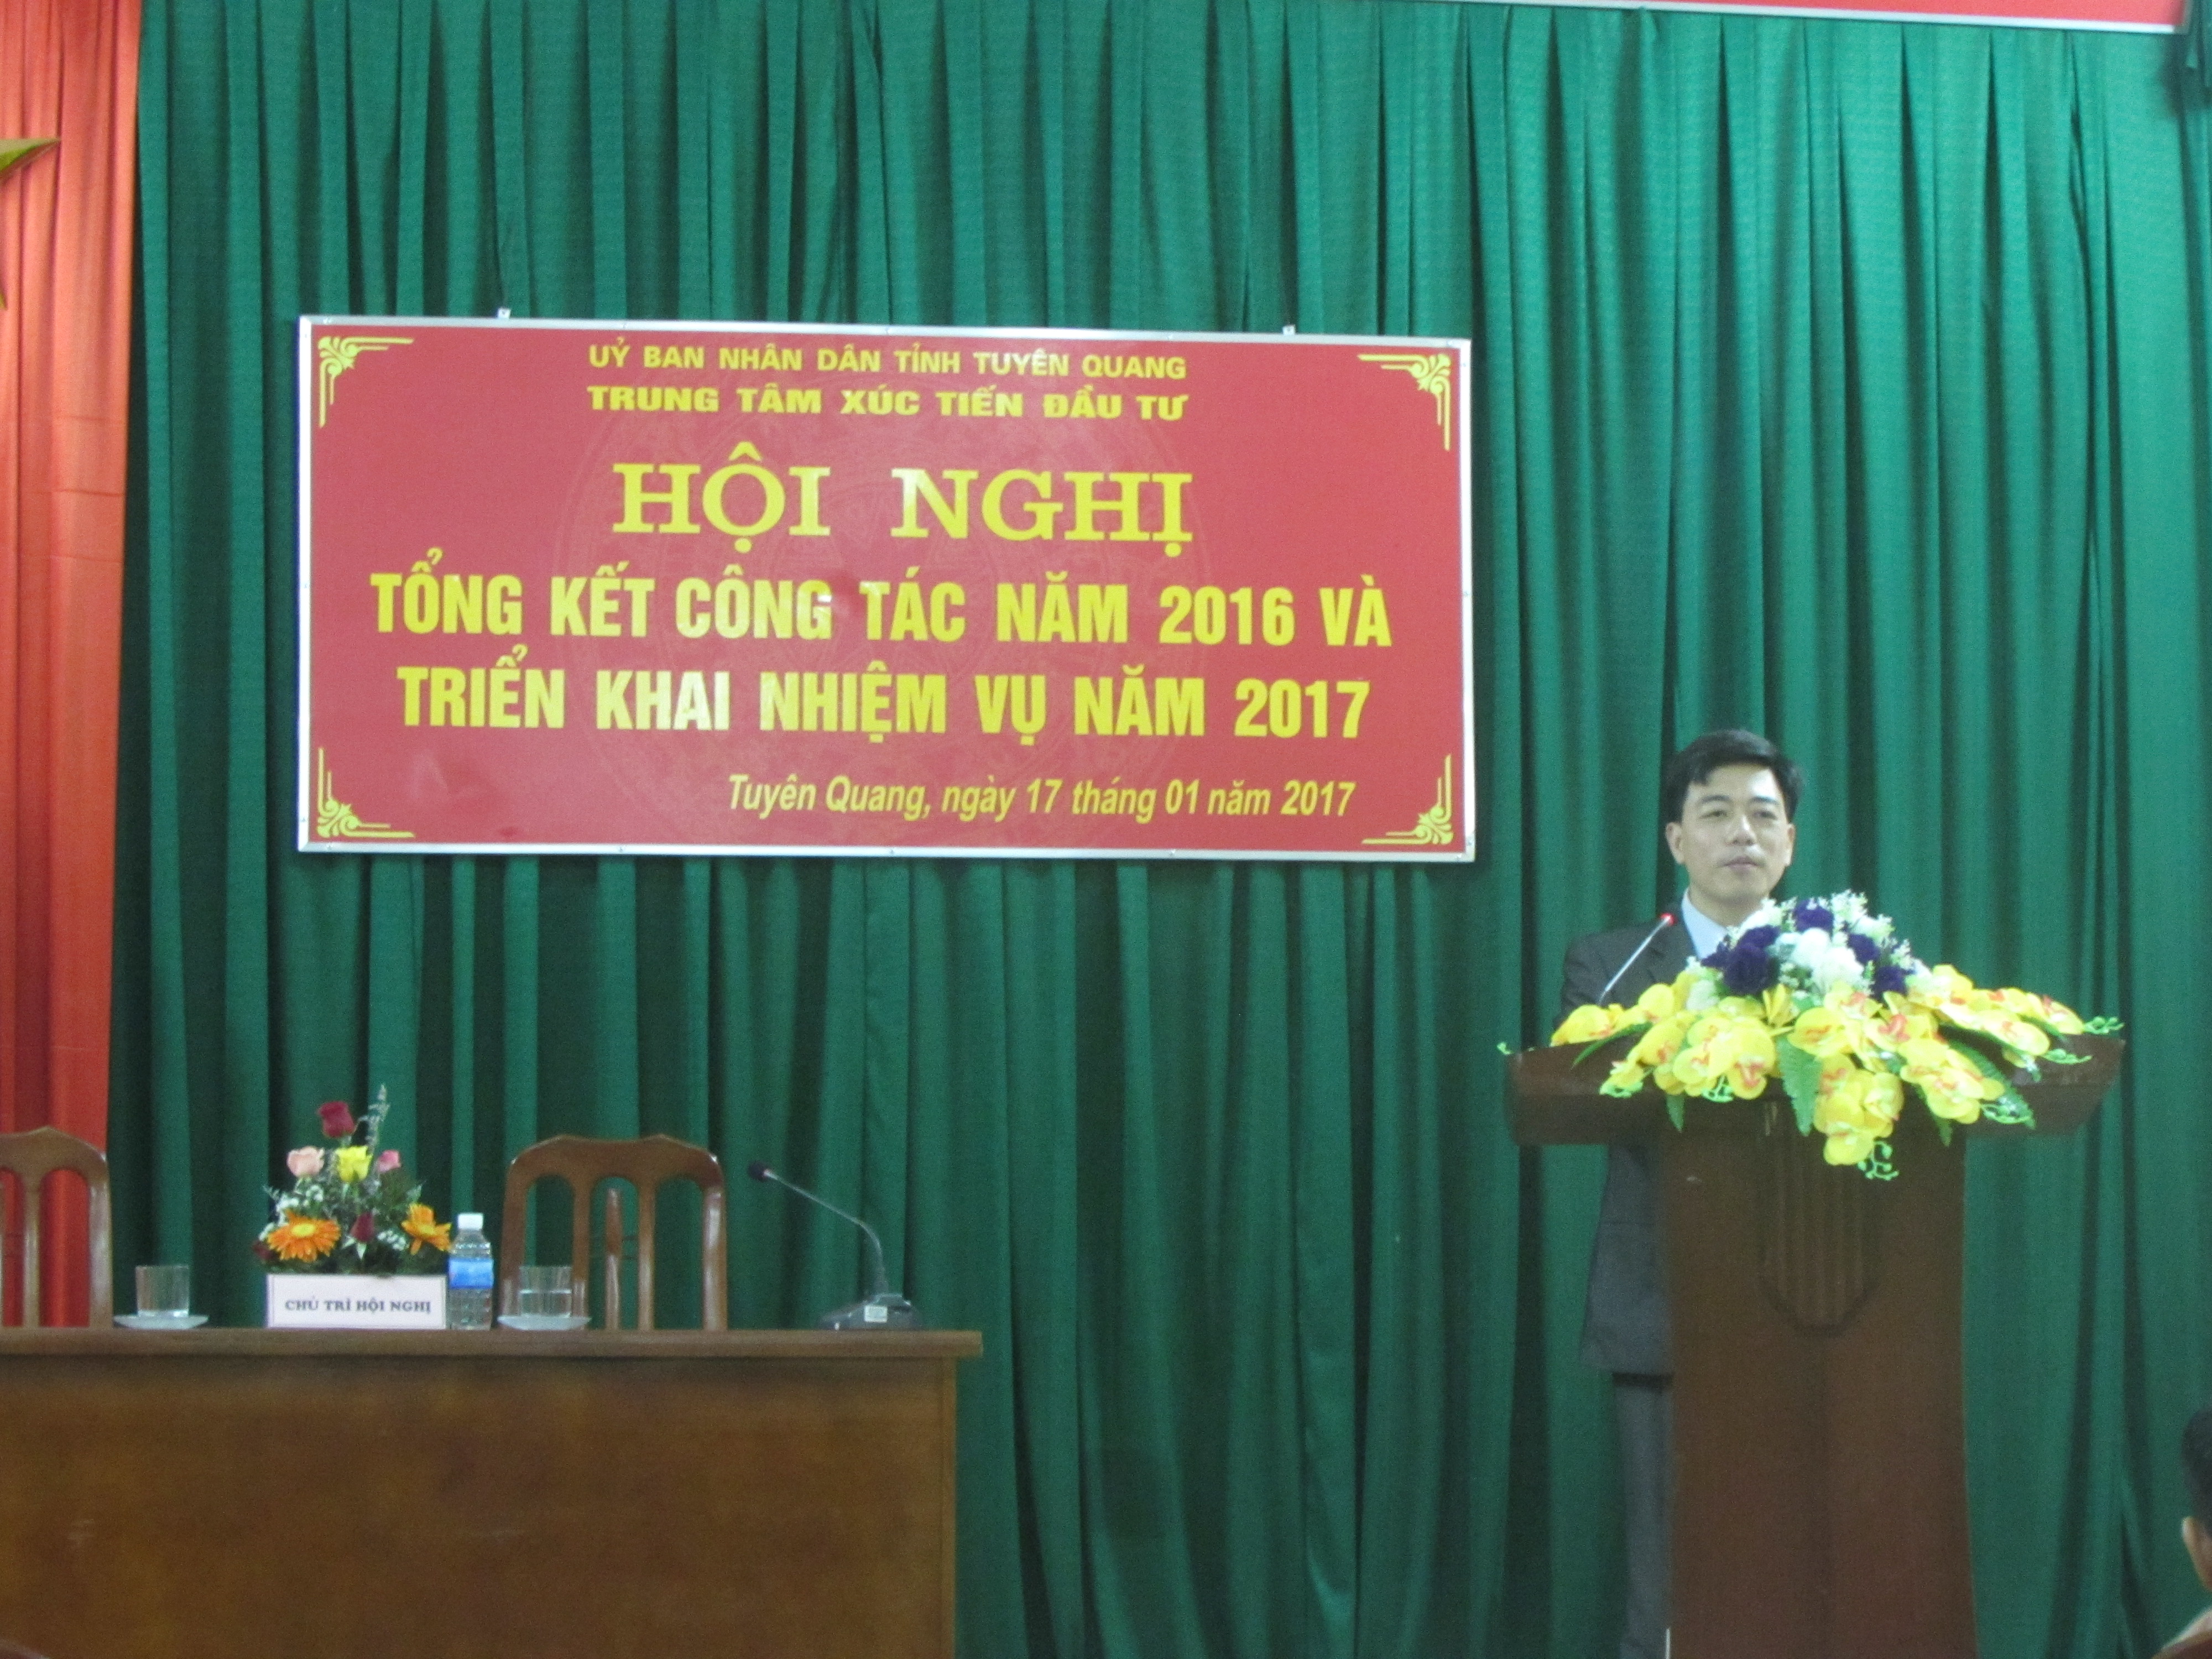 UỶ BAN NHÂN DÂN TỈNH TUYÊN QUANG
TRUNG TÂM XÚC TIẾN ĐẦU TƯ
HỘI NGHỊ
TỔNG KẾT CÔNG TÁC NĂM 2016 VÀ
TRIỂN KHAI NHIỆM VỤ NĂM 2017
Tuyên Quang, ngày 17 tháng 01 năm 2017
CHỦ TRÌ HỘI NGHỊ